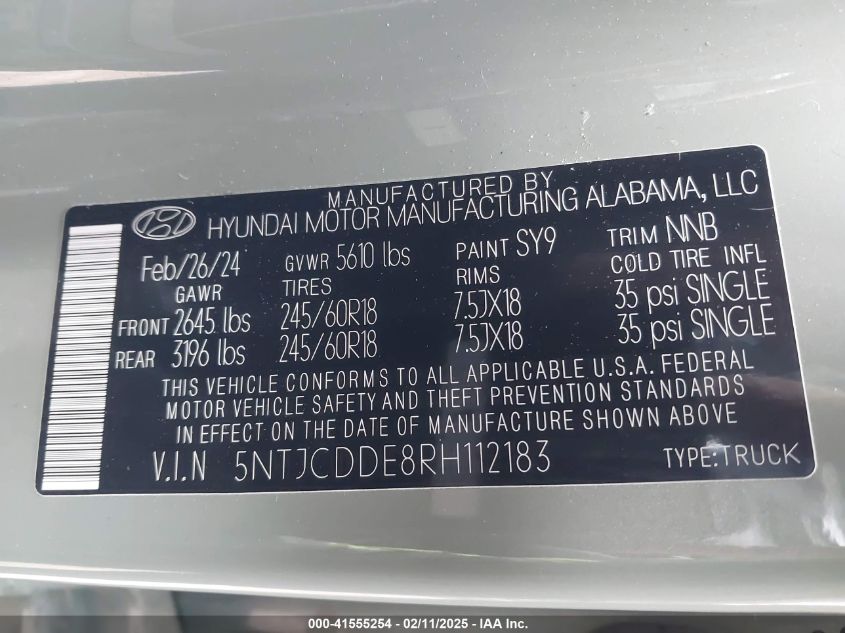 MANUFACTURED BY
HYUNDAI MOTOR MANUFACTURING ALABAMA, LLC
Feb/26/24 GVWR 5610 lbs PAINT SY9 TRIM NNB
GAWR TIRES RIMS COLD TIRE INFL
FRONT 2645 lbs 245/60R18 7.5JX18 35 psi SINGLE
REAR 3196 lbs 245/60R18 7.5JX18 35 psi SINGLE
THIS VEHICLE CONFORMS TO ALL APPLICABLE U.S.A. FEDERAL
MOTOR VEHICLE SAFETY AND THEFT PREVENTION STANDARDS
IN EFFECT ON THE DATE OF MANUFACTURE SHOWN ABOVE
V.I.N 5NTJCDDE8RH112183 TYPE:TRUCK
000-41555254 - 02/11/2025 - IAA Inc.